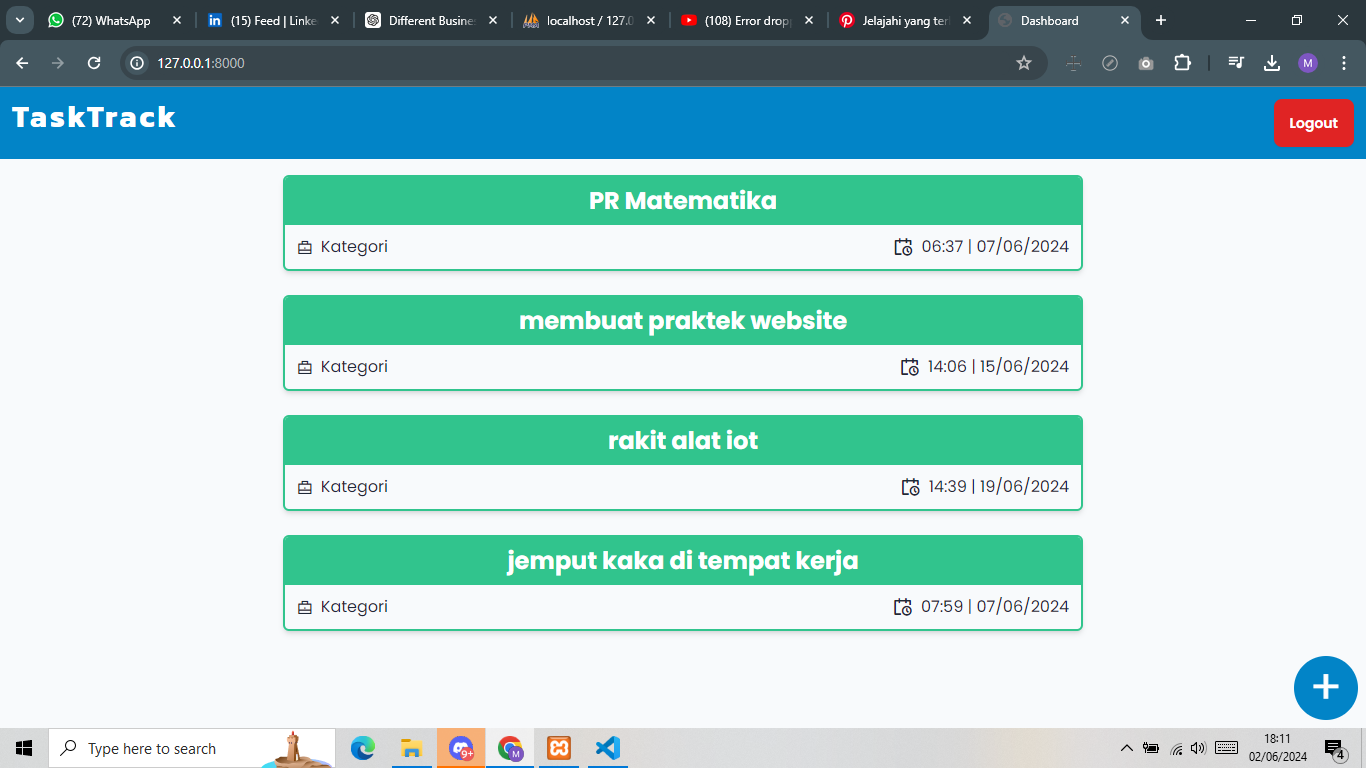 (72) WhatsApp
(15) Feed | Linke
Different Busine
localhost / 127.0
(108) Error dropp
Jelajahi yang ter
Dashboard
127.0.0.1:8000
M
TaskTrack
Logout
PR Matematika
Kategori
06:37 | 07/06/2024
membuat praktek website
Kategori
14:06 | 15/06/2024
rakit alat iot
Kategori
14:39 | 19/06/2024
jemput kaka di tempat kerja
Kategori
07:59 | 07/06/2024
+
Type here to search
9+
M
18:11
02/06/2024
4